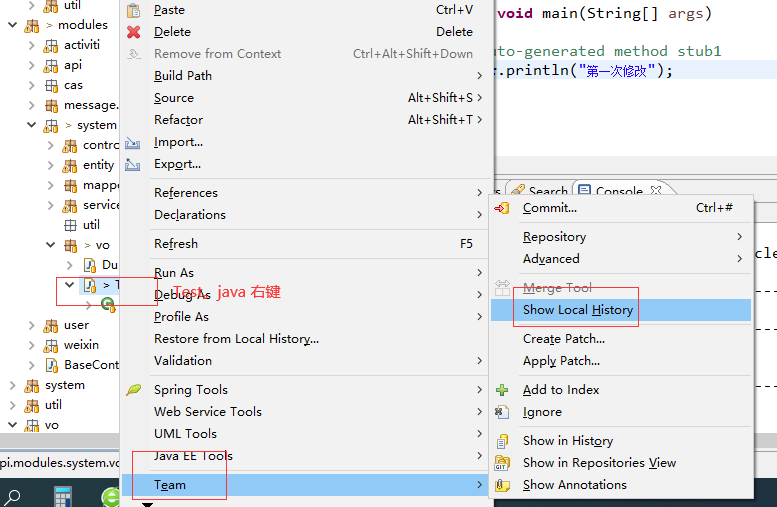 util
> modules
activiti
api
cas
message.
> system
contro
entity
mappe
service
util
> vo
Du
> T
user
weixin
BaseCont
system
util
vo
pi.modules.system.vo
Paste Ctrl+V
Delete Delete
Remove from Context Ctrl+Alt+Shift+Down
Build Path
Source Alt+Shift+S
Refactor Alt+Shift+T
Import...
Export...
References
Declarations
Refresh F5
Run As
Test．java 右键
Debug As
Profile As
Restore from Local History...
Validation
Spring Tools
Web Service Tools
UML Tools
Java EE Tools
Team
void main(String[] args)
uto-generated method stub1
.println("第一次修改");
s Search Console
Commit... Ctrl+#
Repository
Advanced
Merge Tool
Show Local History
Create Patch...
Apply Patch...
Add to Index
Ignore
Show in History
Show in Repositories View
Show Annotations
cle